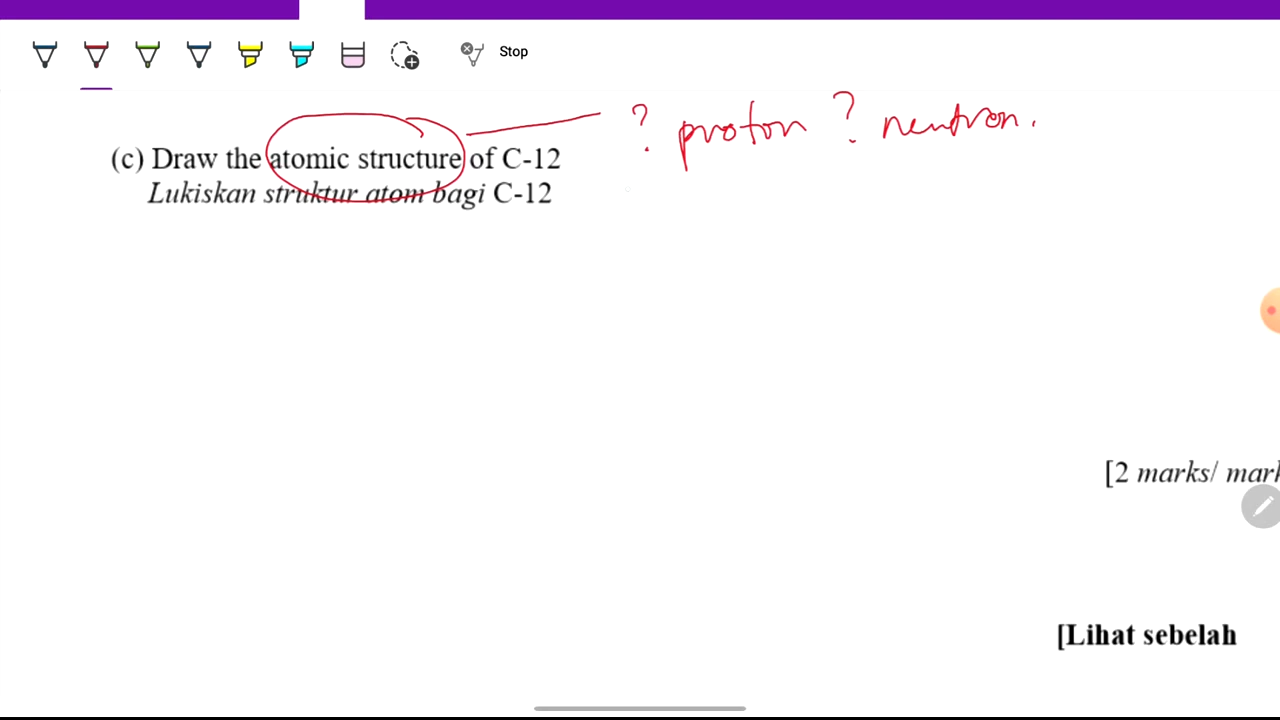 Stop
? proton ? neutron.
(c) Draw the atomic structure of C-12
Lukiskan struktur atom bagi C-12
[2 marks/ mark
[Lihat sebelah